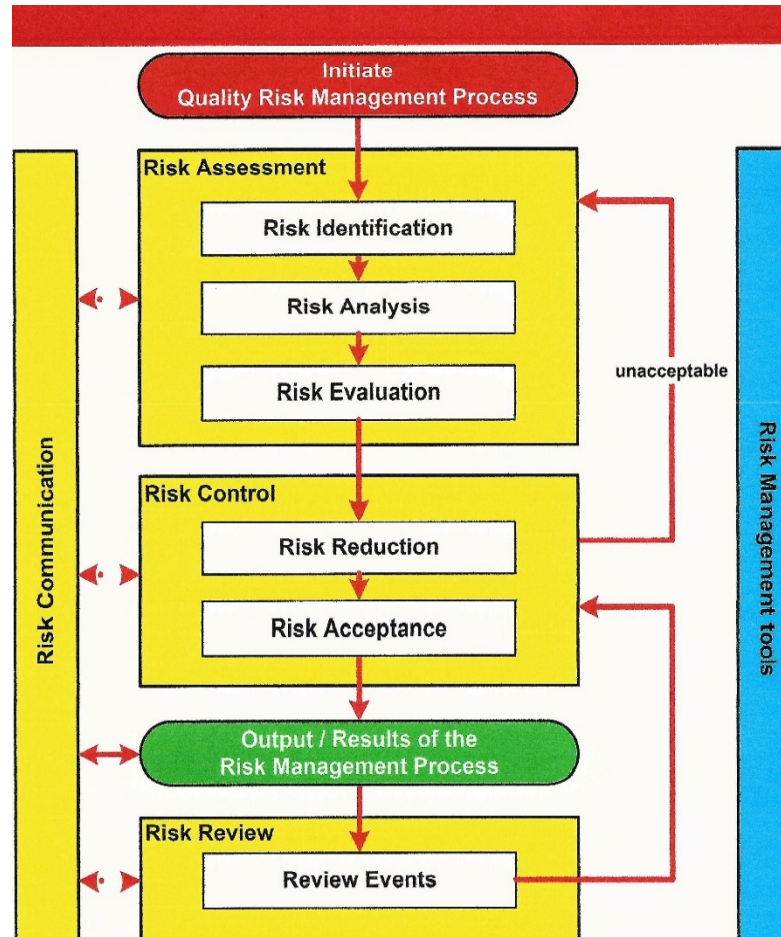 Initiate
Quality Risk Management Process
Risk Assessment
Risk Identification
Risk Analysis
Risk Evaluation
unacceptable
Risk Communication
Risk Management tools
Risk Control
Risk Reduction
Risk Acceptance
Output / Results of the
Risk Management Process
Risk Review
Review Events